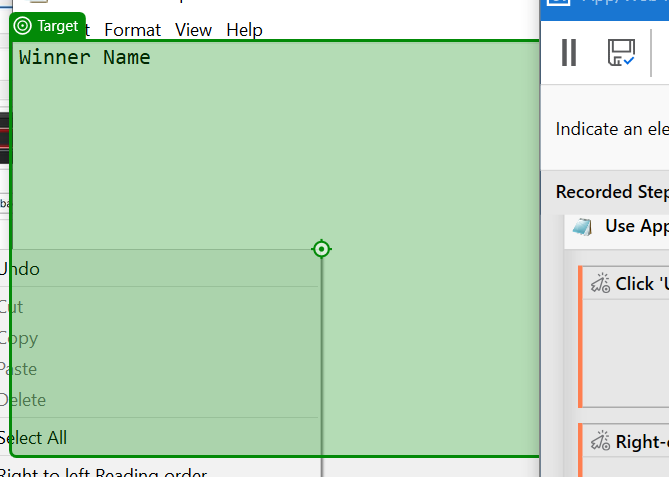 Target
Format View Help
Winner Name
Undo
Cut
Copy
Paste
Delete
Select All
Right to left Reading order
Indicate an ele
Recorded Step
Use App
Click 'U
Right-